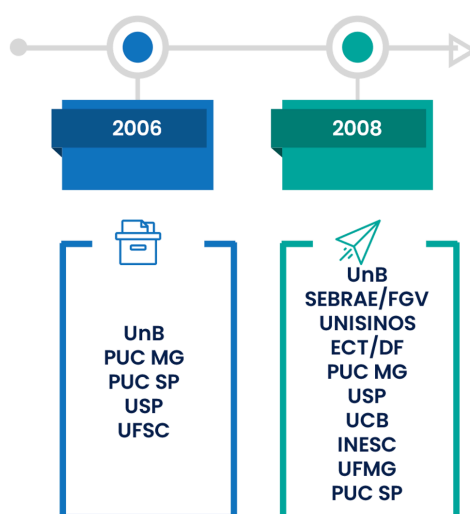 2006
UnB
PUC MG
PUC SP
USP
UFSC
2008
UnB
SEBRAE/FGV
UNISINOS
ECT/DF
PUC MG
USP
UCB
INESC
UFMG
PUC SP